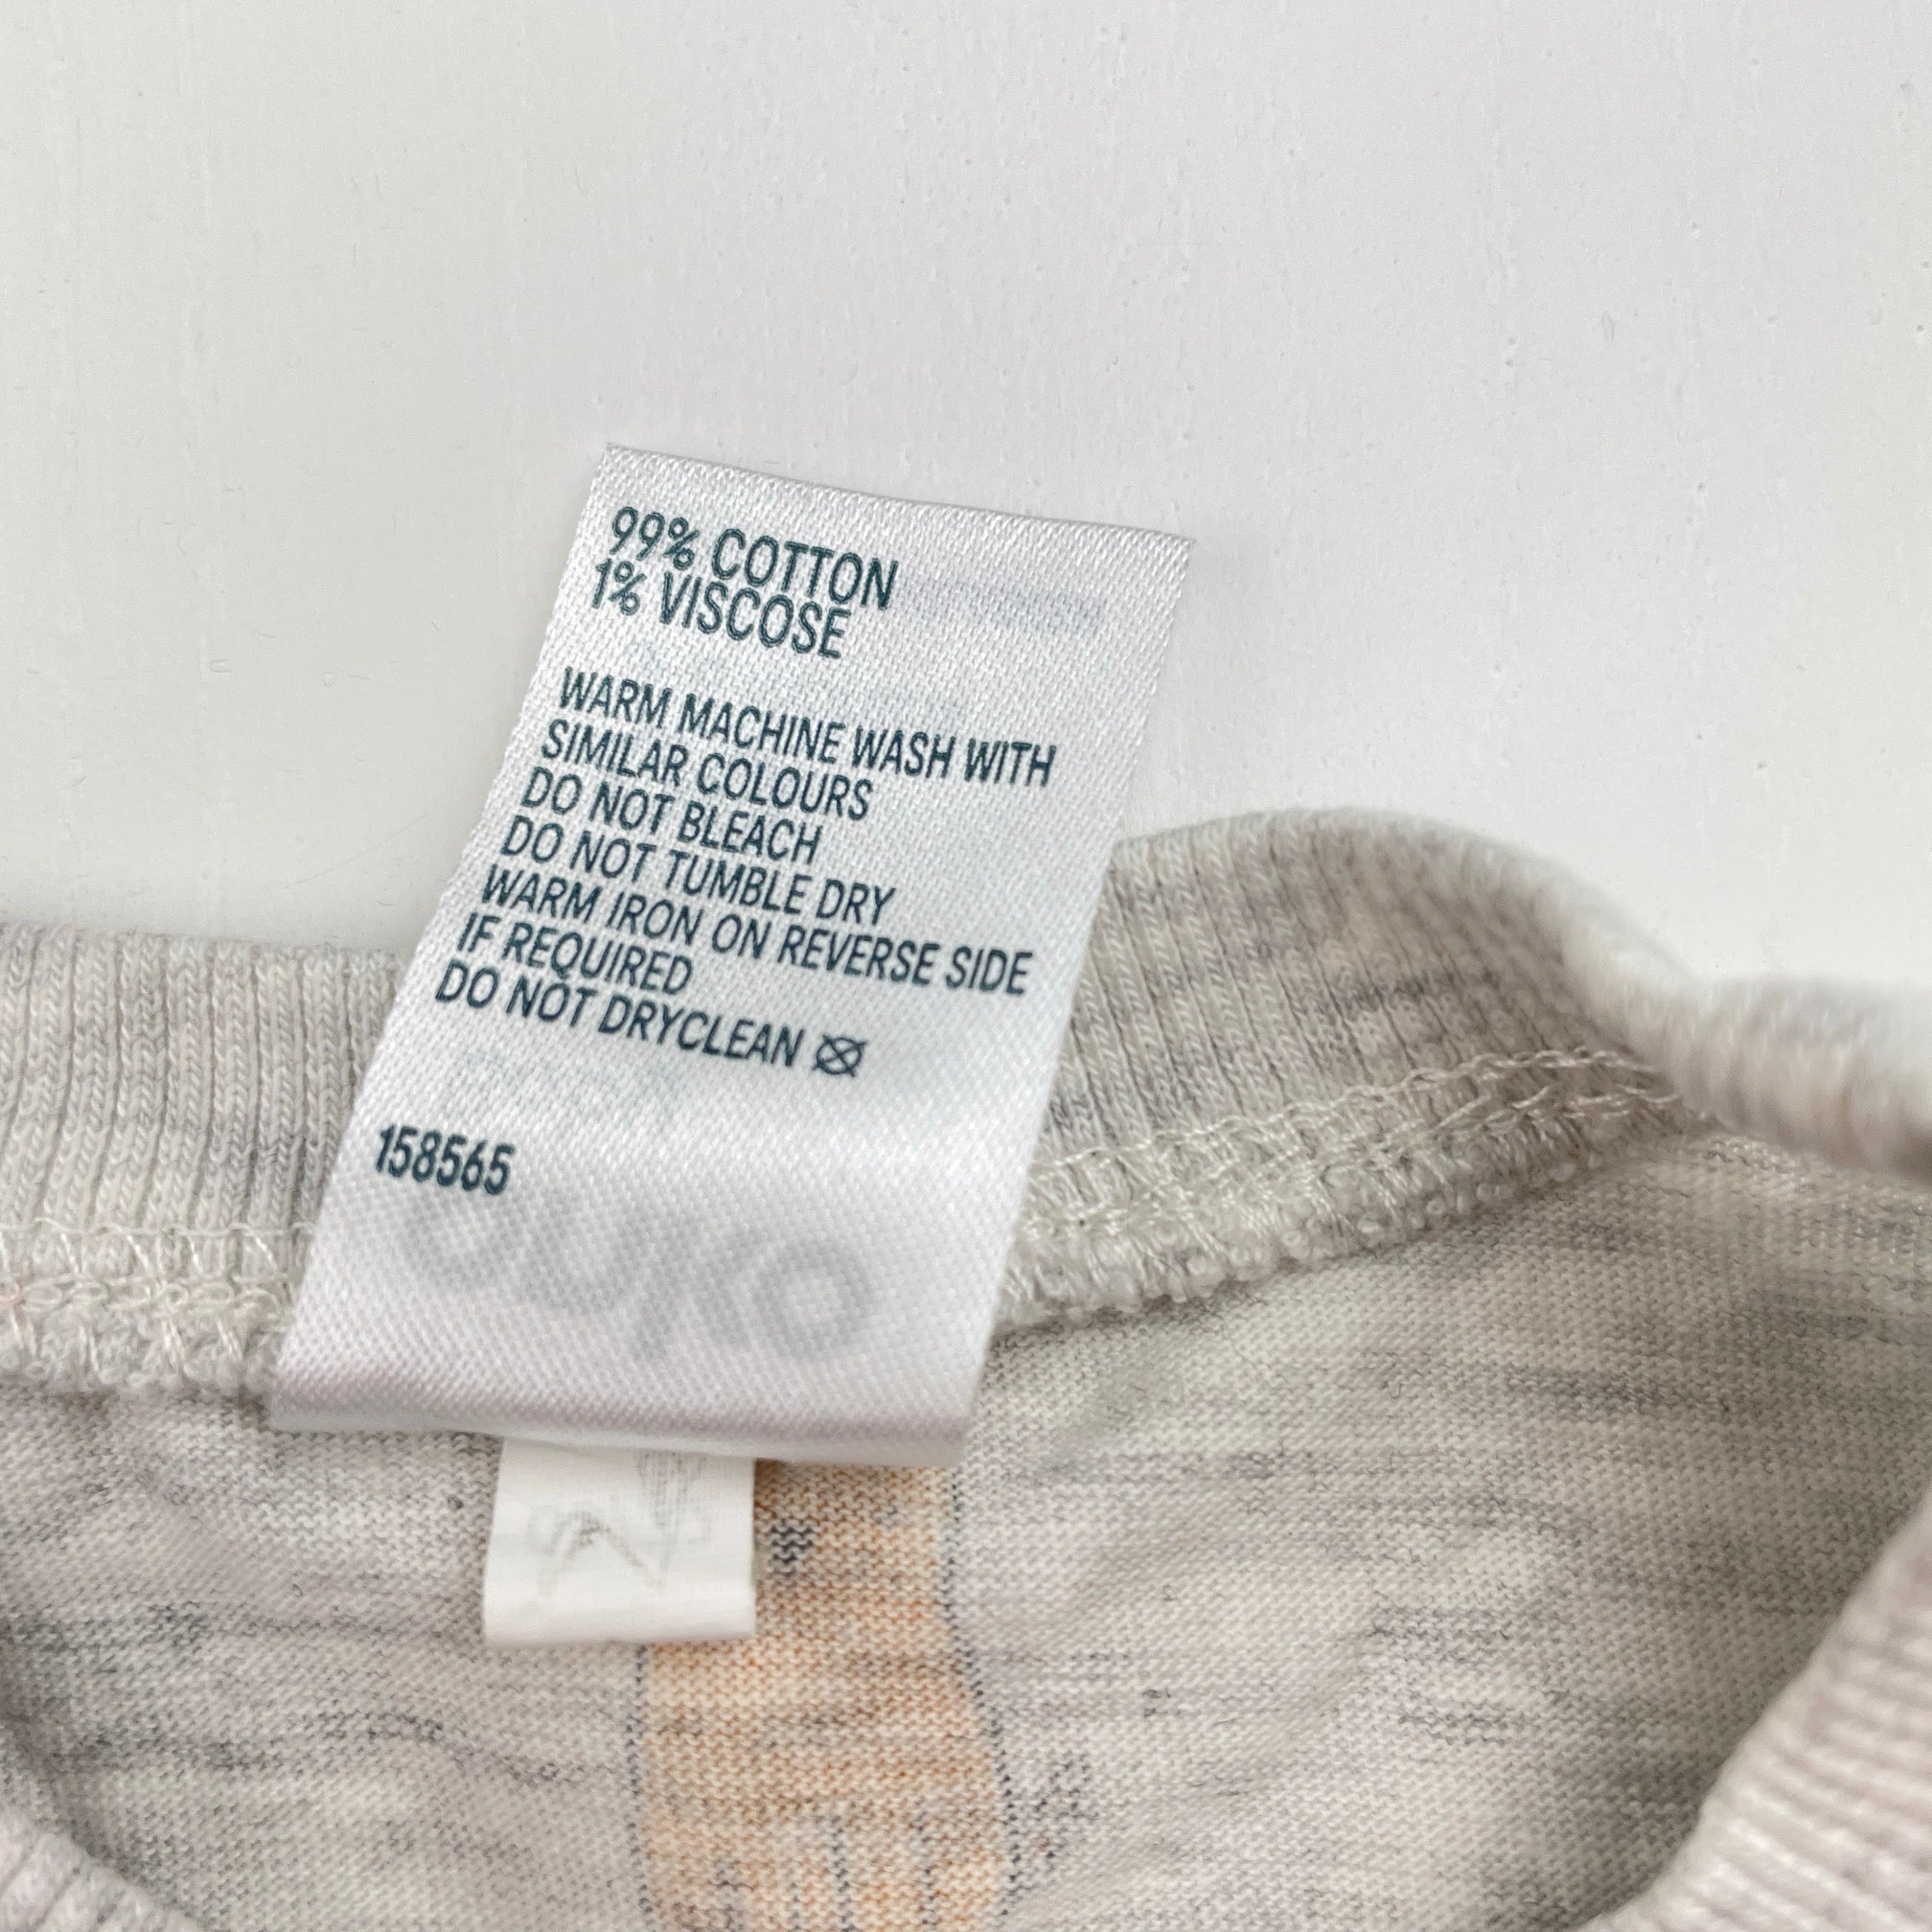 99% COTTON
1% VISCOSE
WARM MACHINE WASH WITH
SIMILAR COLOURS
DO NOT BLEACH
DO NOT TUMBLE DRY
WARM IRON ON REVERSE SIDE
IF REQUIRED
DO NOT DRYCLEAN
158565